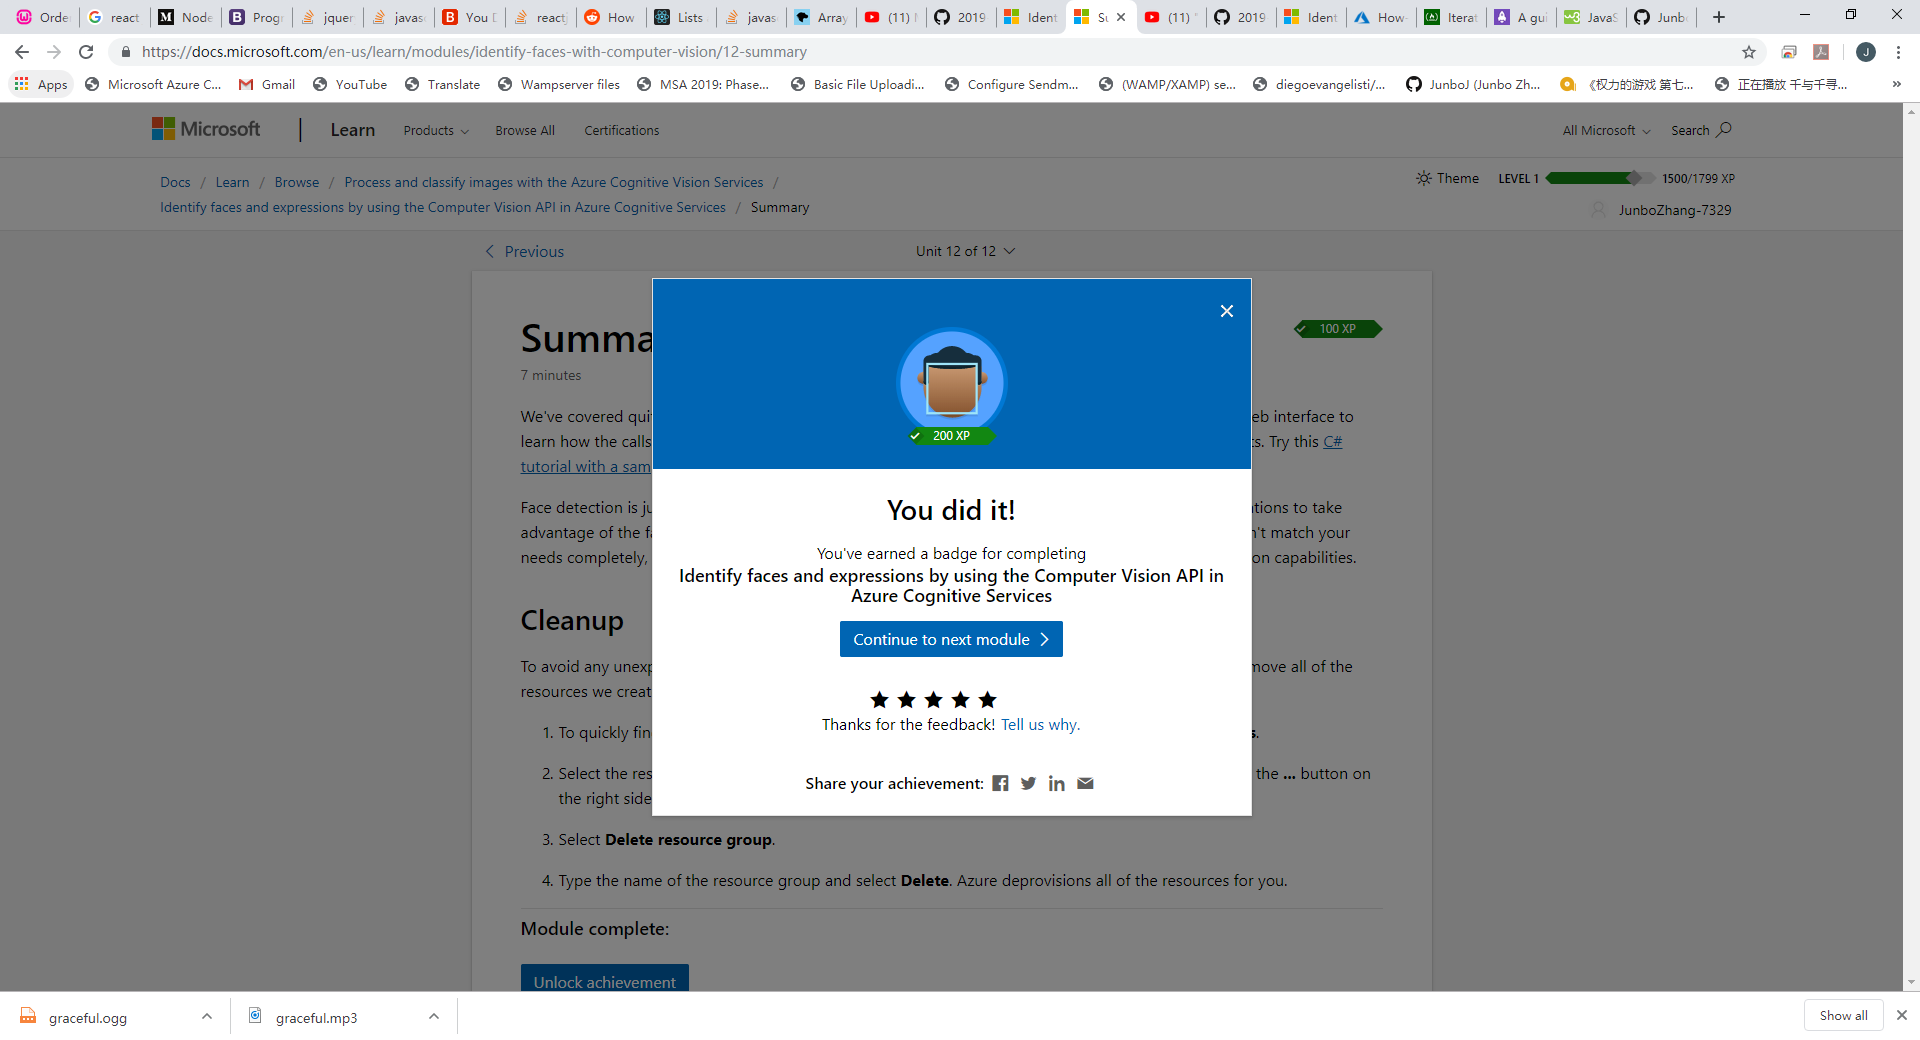 Orde
react
Node
Progr
jquer
javas
You D
reactj
How
Lists
javas
Array
(11) N
2019
Ident
Su
(11) "
2019
Ident
How-
Iterat
A gui
JavaS
Junb
https://docs.microsoft.com/en-us/learn/modules/identify-faces-with-computer-vision/12-summary
J
Apps
Microsoft Azure C...
Gmail
YouTube
Translate
Wampserver files
MSA 2019: Phase...
Basic File Uploadi...
Configure Sendm...
(WAMP/XAMP) se...
diegoevangelisti/...
JunboJ (Junbo Zh...
《权力的游戏 第七...
正在播放 千与千寻...
»
Microsoft
Learn
Products
Browse All
Certifications
All Microsoft
Search
Docs / Learn / Browse / Process and classify images with the Azure Cognitive Vision Services /
Identify faces and expressions by using the Computer Vision API in Azure Cognitive Services / Summary
Theme
LEVEL 1
1500/1799 XP
JunboZhang-7329
Previous
Unit 12 of 12
Summa
100 XP
7 minutes
We've covered qui
eb interface to
learn how the calls
s. Try this C#
tutorial with a sam
Face detection is ju
ations to take
advantage of the fa
n't match your
needs completely,
on capabilities.
200 XP
You did it!
You've earned a badge for completing
Identify faces and expressions by using the Computer Vision API in
Azure Cognitive Services
Continue to next module
Thanks for the feedback! Tell us why.
Share your achievement:
Cleanup
To avoid any unexp
move all of the
resources we creat
1. To quickly fin
s.
2. Select the res
the ... button on
the right side
3. Select Delete resource group.
4. Type the name of the resource group and select Delete. Azure deprovisions all of the resources for you.
Module complete:
Unlock achievement
graceful.ogg
graceful.mp3
Show all